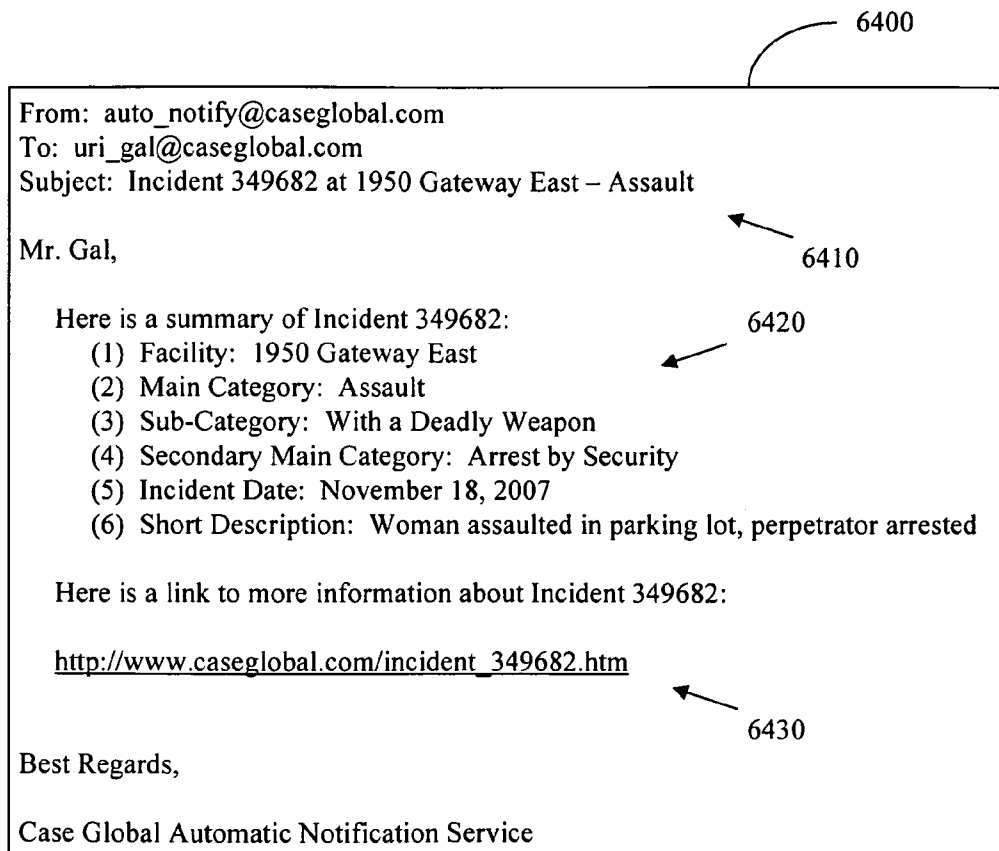 6400
From: auto_notify@caseglobal.com
To: uri_gal@caseglobal.com
Subject: Incident 349682 at 1950 Gateway East – Assault
6410
Mr. Gal,
Here is a summary of Incident 349682:
6420
(1) Facility: 1950 Gateway East
(2) Main Category: Assault
(3) Sub-Category: With a Deadly Weapon
(4) Secondary Main Category: Arrest by Security
(5) Incident Date: November 18, 2007
(6) Short Description: Woman assaulted in parking lot, perpetrator arrested
Here is a link to more information about Incident 349682:
http://www.caseglobal.com/incident_349682.htm
6430
Best Regards,
Case Global Automatic Notification Service